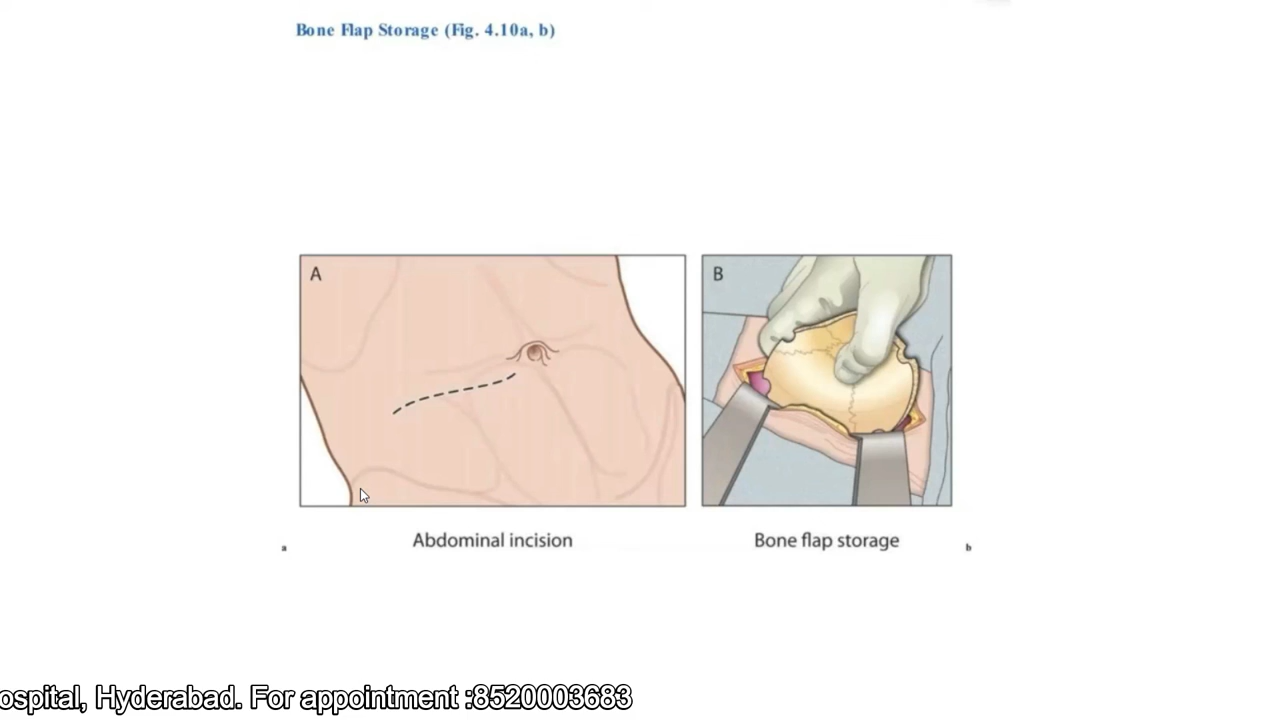 Bone Flap Storage (Fig. 4.10a, b)
A
B
Abdominal incision
Bone flap storage
a
b
ospital, Hyderabad. For appointment :8520003683